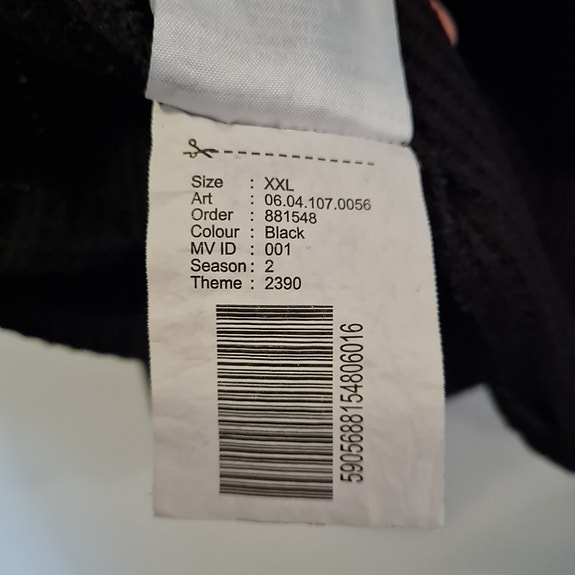 Size : XXL
Art : 06.04.107.0056
Order : 881548
Colour : Black
MV ID : 001
Season : 2
Theme : 2390
5905688154806016